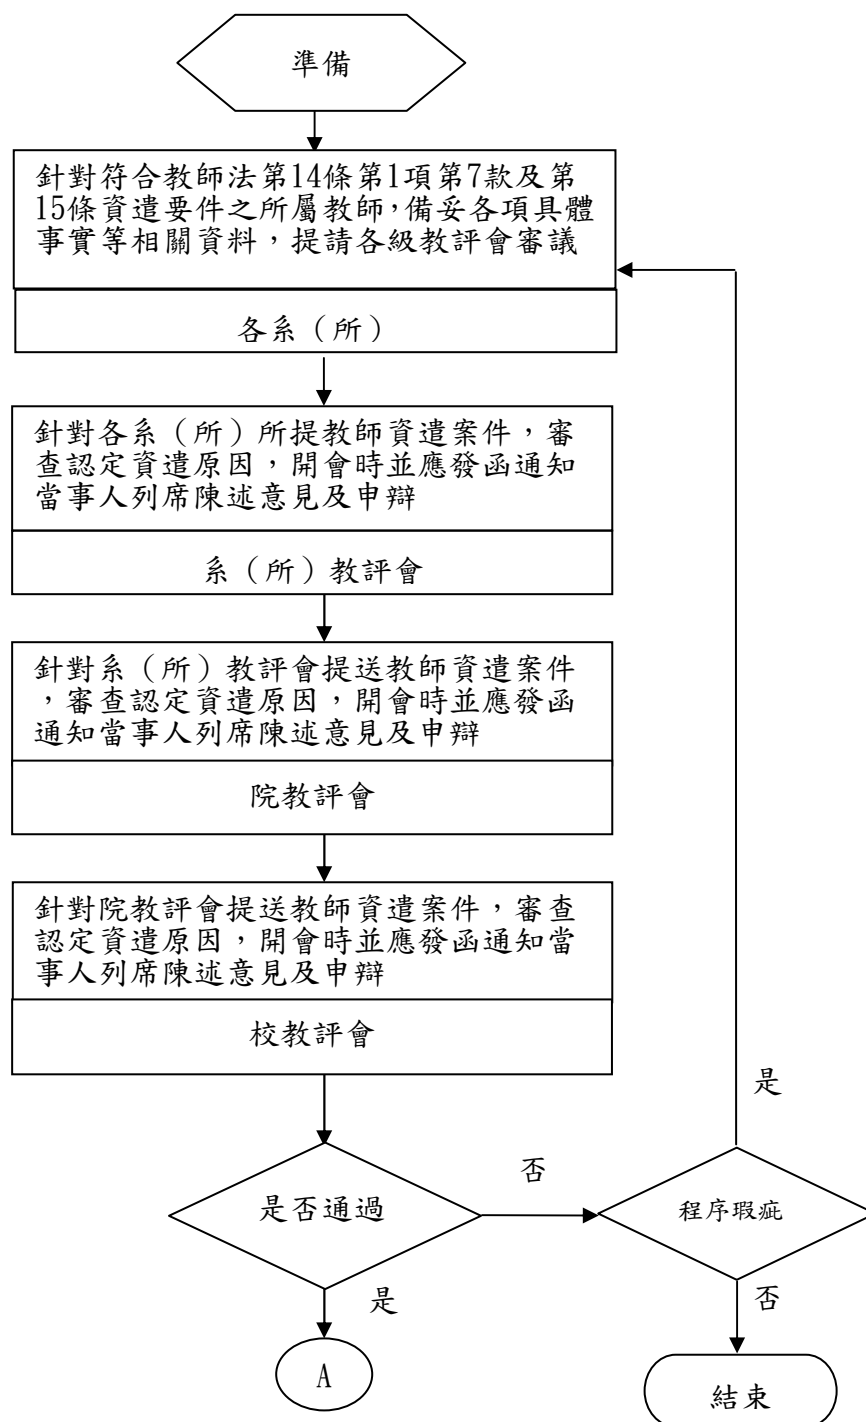 準備
針對符合教師法第14條第1項第7款及第
15條資遣要件之所屬教師,備妥各項具體
事實等相關資料，提請各級教評會審議
各系（所）
針對各系（所）所提教師資遣案件，審
查認定資遣原因，開會時並應發函通知
當事人列席陳述意見及申辯
系（所）教評會
針對系（所）教評會提送教師資遣案件
，審查認定資遣原因，開會時並應發函
通知當事人列席陳述意見及申辯
院教評會
針對院教評會提送教師資遣案件，審查
認定資遣原因，開會時並應發函通知當
事人列席陳述意見及申辯
校教評會
是
否
是否通過
程序瑕疵
是
否
A
結束